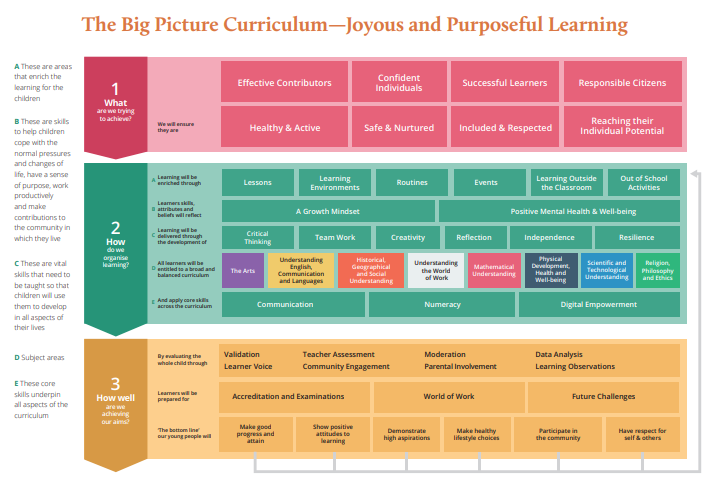 The Big Picture Curriculum—Joyous and Purposeful Learning
A These are areas
that enrich the
learning for the
children
B These are skills
to help children
cope with the
normal pressures
and changes of
life, have a sense
of purpose, work
productively
and make
contributions to
the community in
which they live
C These are vital
skills that need to
be taught so that
children will use
them to develop
in all aspects of
their lives
D Subject areas
E These core
skills underpin
all aspects of the
curriculum
1
What
are we trying
to achieve?
We will ensure
they are
Effective Contributors
Confident
Individuals
Successful Learners
Responsible Citizens
Healthy & Active
Safe & Nurtured
Included & Respected
Reaching their
Individual Potential
2
How
do we
organise
learning?
A Learning will be
enriched through
Lessons
Learning
Environments
Routines
Events
Learning Outside
the Classroom
Out of School
Activities
B Learners skills,
attributes and
beliefs will reflect
A Growth Mindset
Positive Mental Health & Well-being
C Learning will be
delivered through
the development of
Critical
Thinking
Team Work
Creativity
Reflection
Independence
Resilience
D All learners will be
entitled to a broad and
balanced curriculum
The Arts
Understanding
English,
Communication
and Languages
Historical,
Geographical
and Social
Understanding
Understanding
the World
of Work
Mathematical
Understanding
Physical
Development,
Health and
Well-being
Scientific and
Technological
Understanding
Religion,
Philosophy
and Ethics
E And apply core skills
across the curriculum
Communication
Numeracy
Digital Empowerment
3
How well
are we
achieving
our aims?
By evaluating the
whole child through
Validation
Teacher Assessment
Moderation
Data Analysis
Learner Voice
Community Engagement
Parental Involvement
Learning Observations
Learners will be
prepared for
Accreditation and Examinations
World of Work
Future Challenges
'The bottom line'
our young people will
Make good
progress and
attain
Show positive
attitudes to
learning
Demonstrate
high aspirations
Make healthy
lifestyle choices
Participate in
the community
Have respect for
self & others